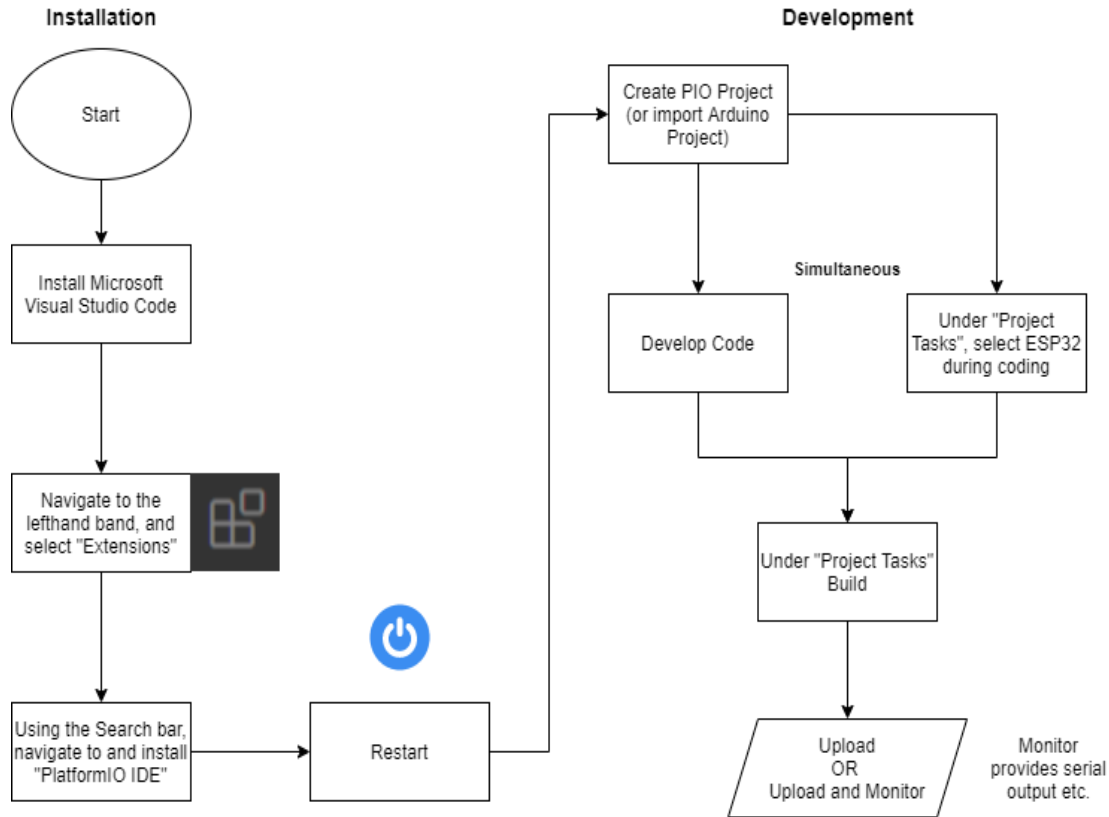 Installation
Start
Install Microsoft
Visual Studio Code
Navigate to the
lefthand band, and
select "Extensions"
Using the Search bar,
navigate to and install
"PlatformIO IDE"
Restart
Development
Create PIO Project
(or import Arduino
Project)
Simultaneous
Develop Code
Under "Project
Tasks", select ESP32
during coding
Under "Project Tasks"
Build
Upload
OR
Upload and Monitor
Monitor
provides serial
output etc.